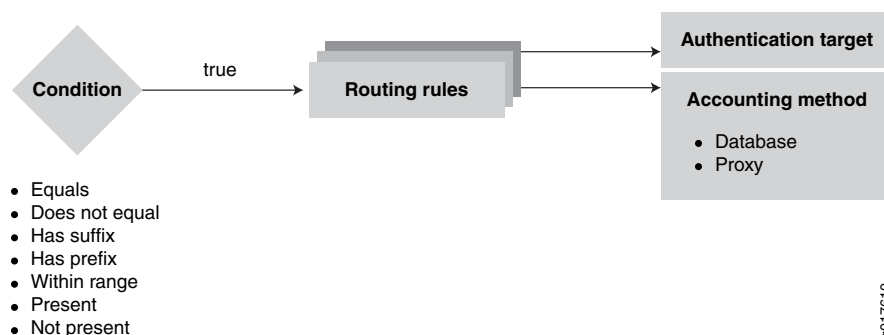 Condition
true
Routing rules
Authentication target
Accounting method
• Database
• Proxy
• Equals
• Does not equal
• Has suffix
• Has prefix
• Within range
• Present
• Not present